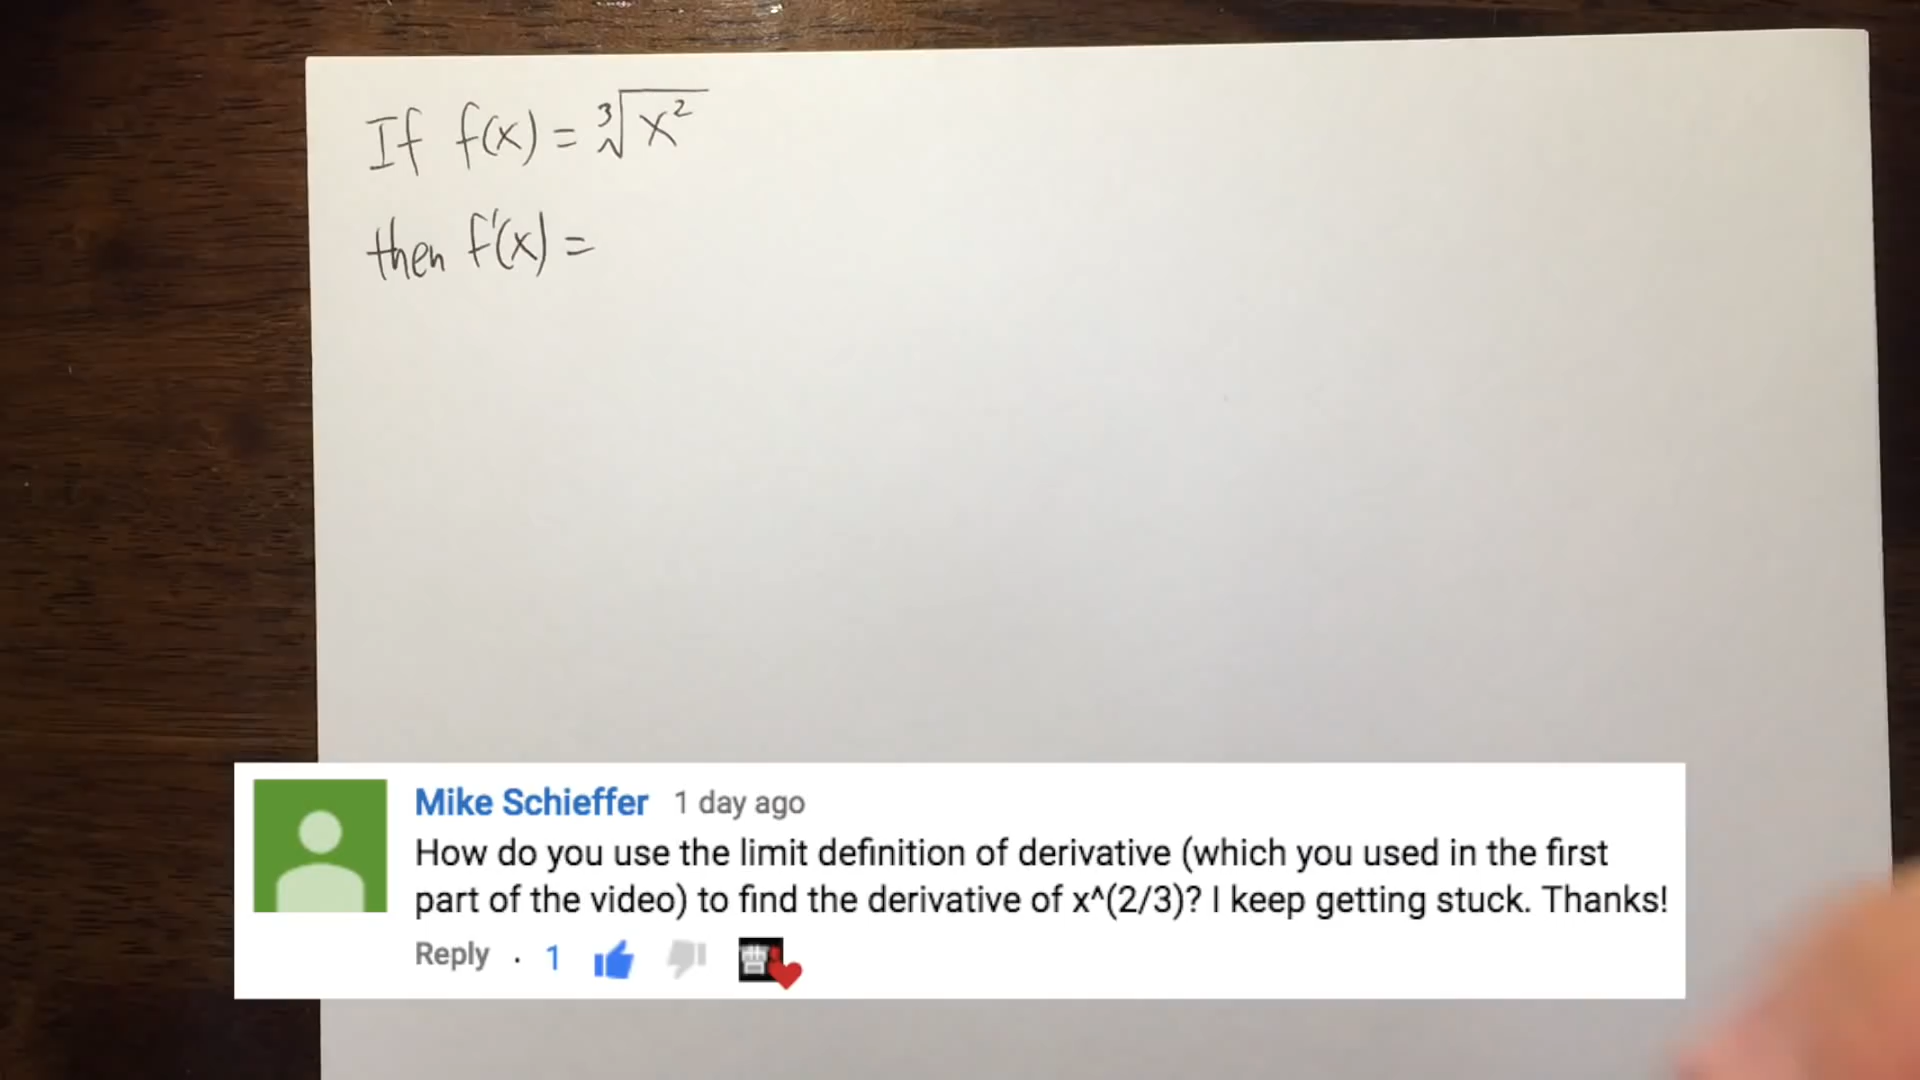 If f(x) = ∛x²
then f'(x) =
Mike Schieffer 1 day ago
How do you use the limit definition of derivative (which you used in the first
part of the video) to find the derivative of x^(2/3)? I keep getting stuck. Thanks!
Reply · 1